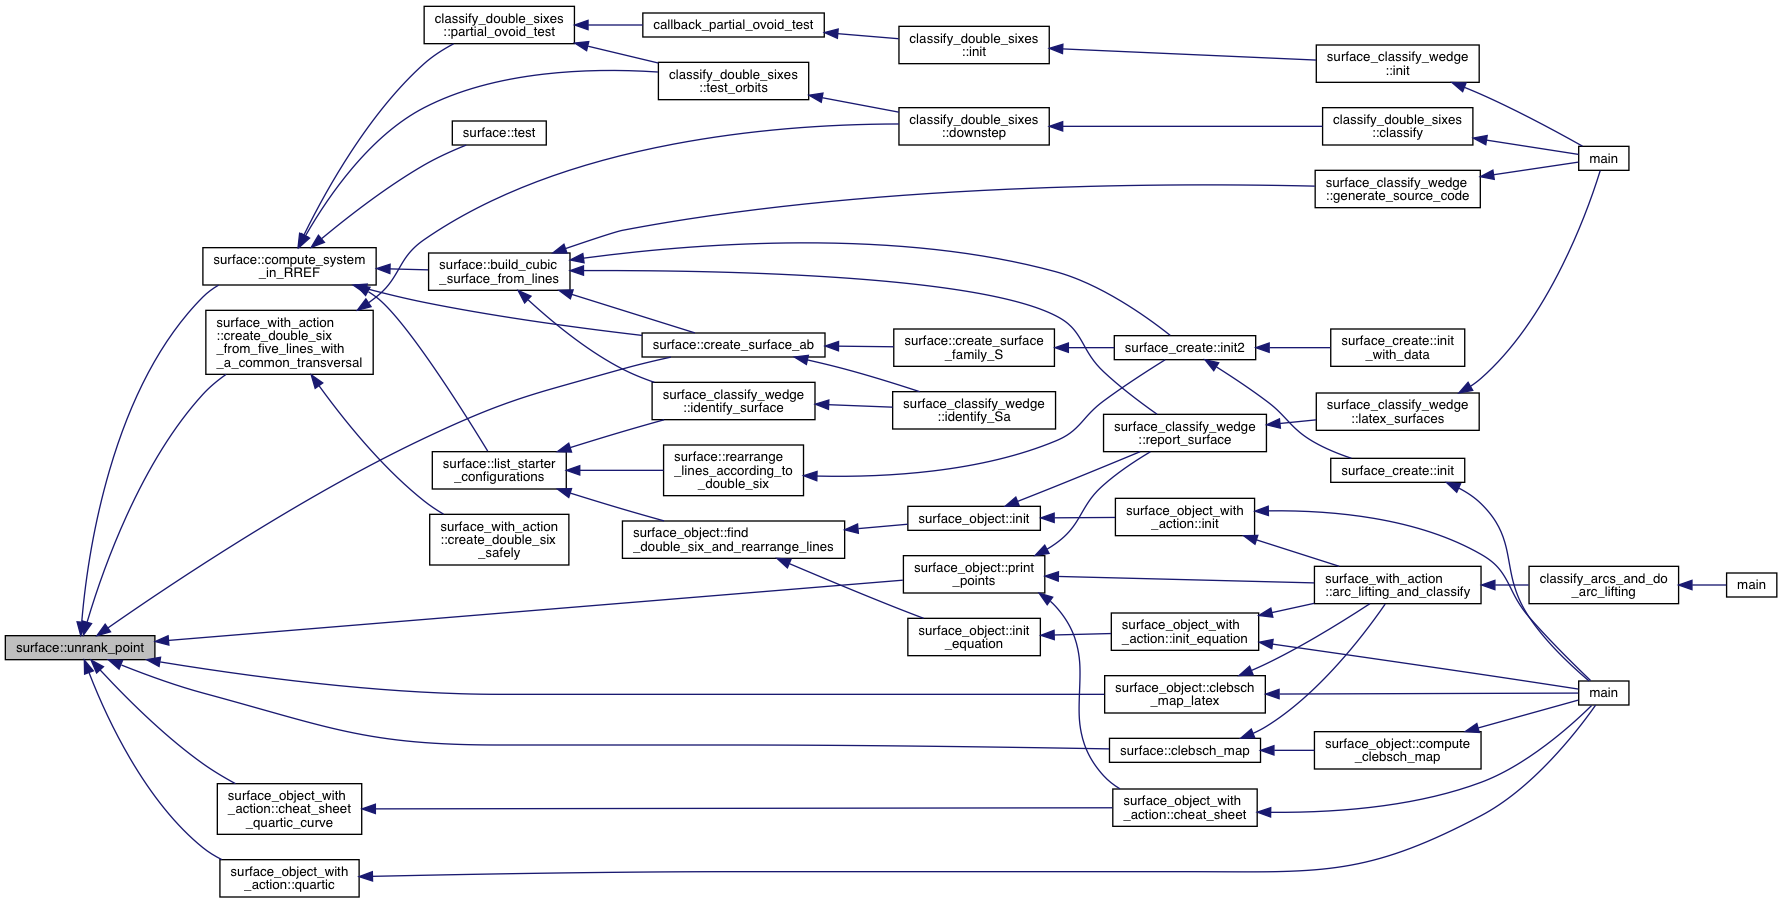 classify_double_sixes
::partial_ovoid_test
callback_partial_ovoid_test
classify_double_sixes
::init
surface_classify_wedge
::init
classify_double_sixes
::test_orbits
surface::test
classify_double_sixes
::downstep
classify_double_sixes
::classify
main
surface_classify_wedge
::generate_source_code
surface::compute_system
_in_RREF
surface::build_cubic
_surface_from_lines
surface_with_action
::create_double_six
_from_five_lines_with
_a_common_transversal
surface::create_surface_ab
surface::create_surface
_family_S
surface_create::init2
surface_create::init
_with_data
surface_classify_wedge
::identify_surface
surface_classify_wedge
::identify_Sa
surface_classify_wedge
::report_surface
surface_classify_wedge
::latex_surfaces
surface::list_starter
_configurations
surface::rearrange
_lines_according_to
_double_six
surface_create::init
surface_with_action
::create_double_six
_safely
surface_object::find
_double_six_and_rearrange_lines
surface_object::init
surface_object_with
_action::init
surface_object::print
_points
surface_with_action
::arc_lifting_and_classify
classify_arcs_and_do
_arc_lifting
main
surface::unrank_point
surface_object::init
_equation
surface_object_with
_action::init_equation
surface_object::clebsch
_map_latex
main
surface::clebsch_map
surface_object::compute
_clebsch_map
surface_object_with
_action::cheat_sheet
_quartic_curve
surface_object_with
_action::cheat_sheet
surface_object_with
_action::quartic